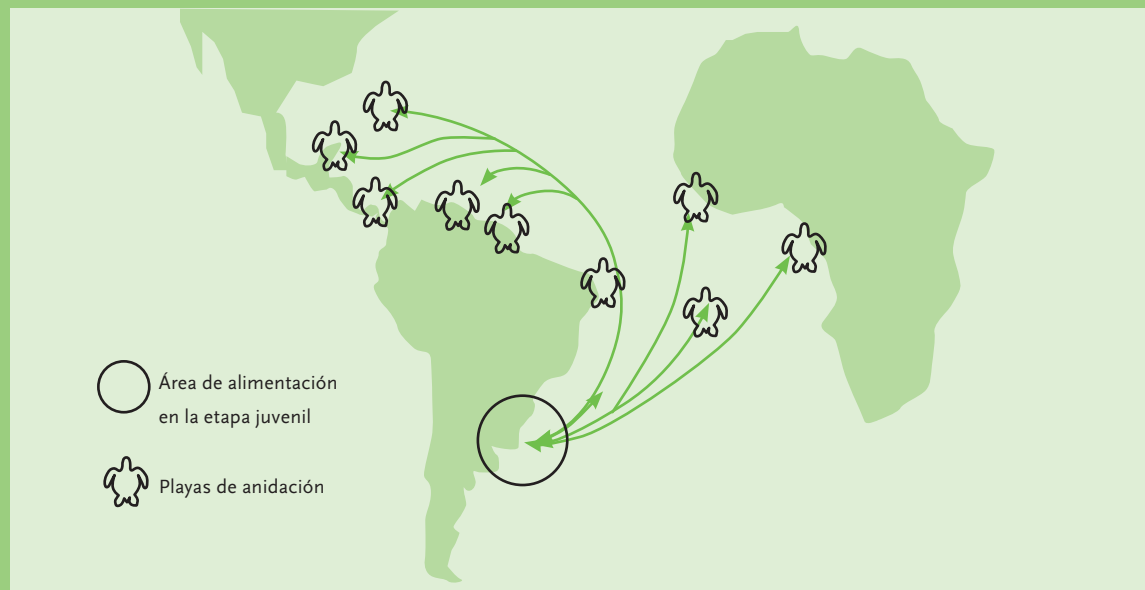 Área de alimentación
en la etapa juvenil
Playas de anidación